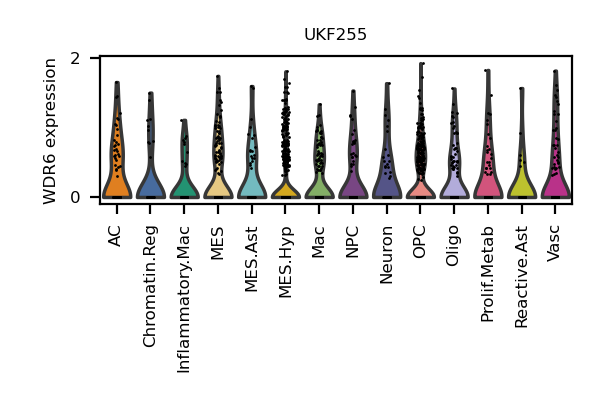 UKF255
WDR6 expression
2
0
AC
Chromatin.Reg
Inflammatory.Mac
MES
MES.Ast
MES.Hyp
Mac
NPC
Neuron
OPC
Oligo
Prolif.Metab
Reactive.Ast
Vasc